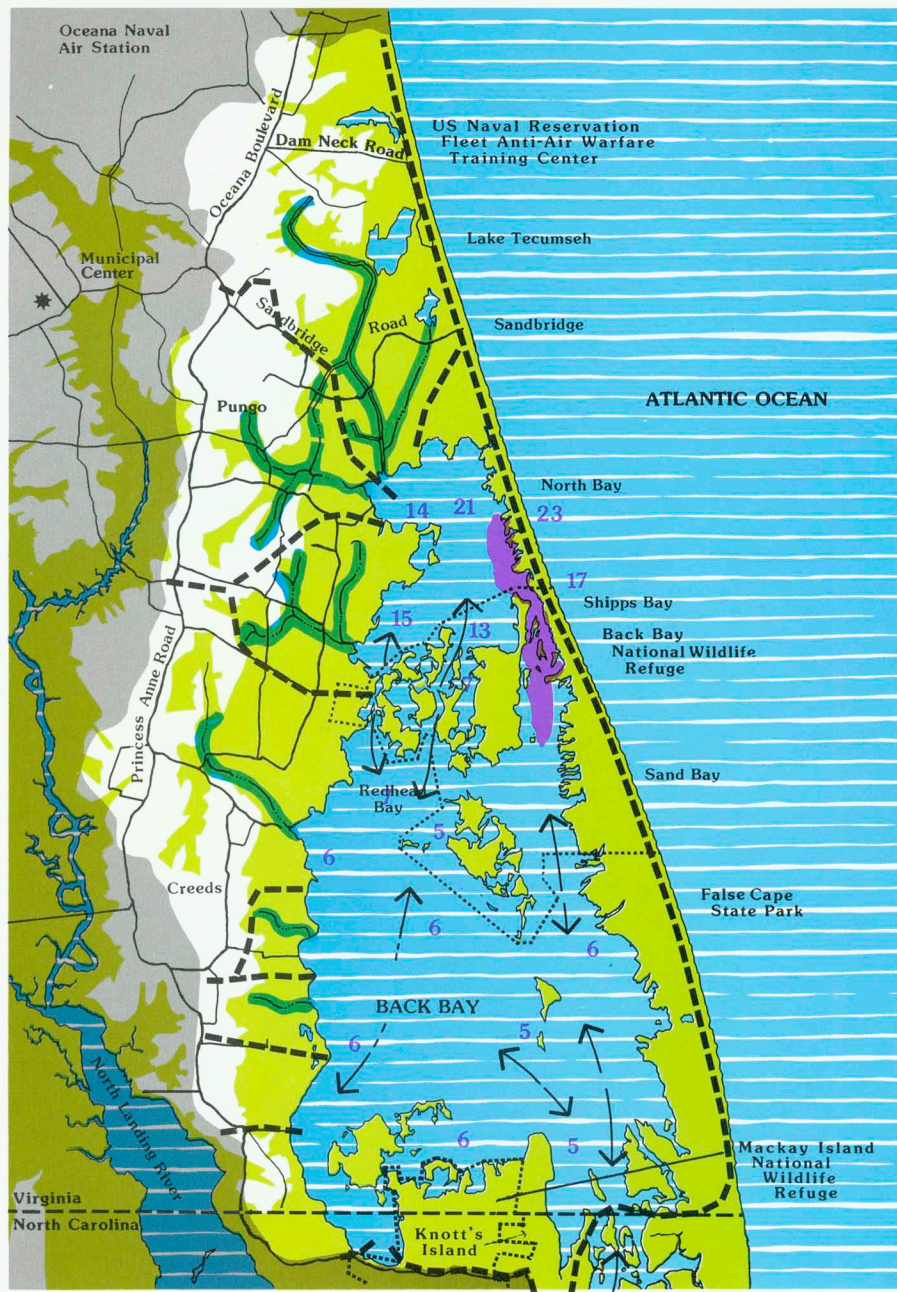 Oceana Naval
Air Station
Oceana Boulevard
US Naval Reservation
Fleet Anti-Air Warfare
Training Center
Dam Neck Road
Lake Tecumseh
Municipal
Center
Sandbridge
Road
Sandbridge
Pungo
ATLANTIC OCEAN
North Bay
14
21
23
17
Shipps Bay
15
13
Back Bay
National Wildlife
Refuge
Princess Anne Road
7
Sand Bay
7
Redhead
Bay
5
6
Creeds
False Cape
State Park
6
6
BACK BAY
5
6
North Landing River
6
5
Mackay Island
National
Wildlife
Refuge
Virginia
North Carolina
Knott's
Island